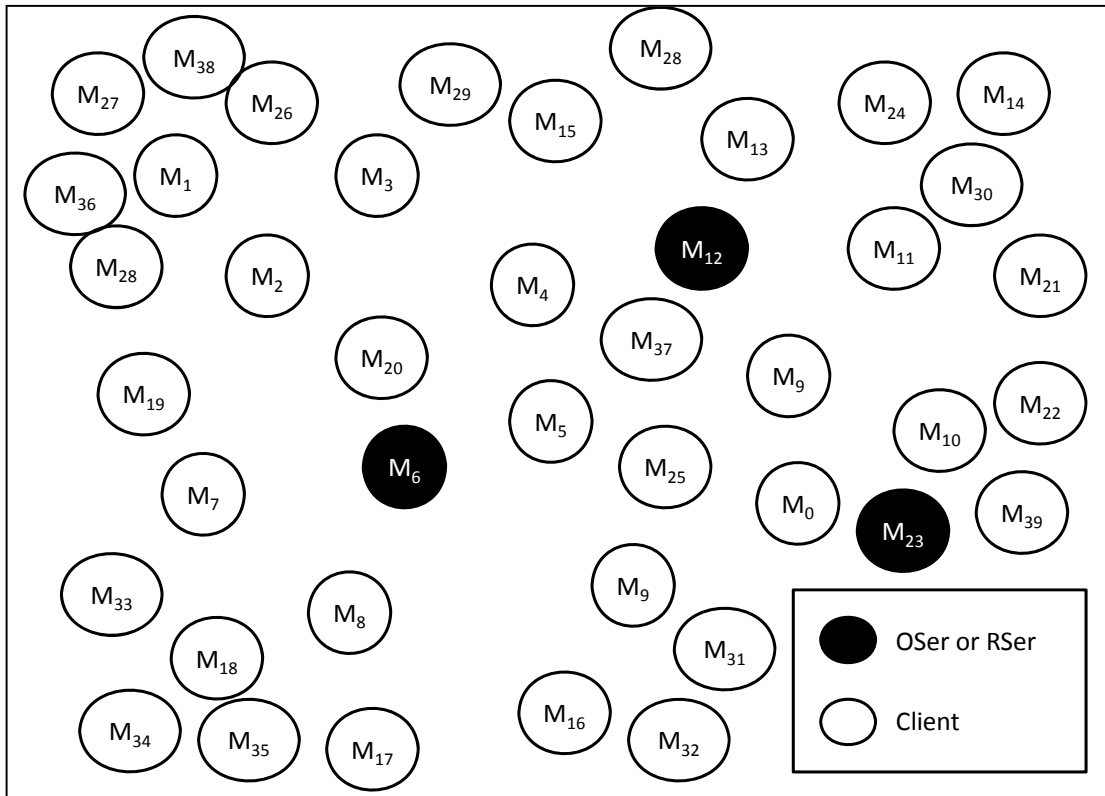 M₃₈
M₂₈
M₂₇
M₂₆
M₂₉
M₁₅
M₁₃
M₂₄
M₁₄
M₃₆
M₁
M₃
M₃₀
M₂₈
M₂
M₄
M₁₂
M₁₁
M₂₁
M₂₀
M₃₇
M₉
M₁₉
M₂₂
M₅
M₁₀
M₆
M₂₅
M₇
M₀
M₃₉
M₂₃
M₃₃
M₈
M₉
M₁₈
M₃₁
M₃₄
M₃₅
M₁₇
M₁₆
M₃₂
OSer or RSer
Client